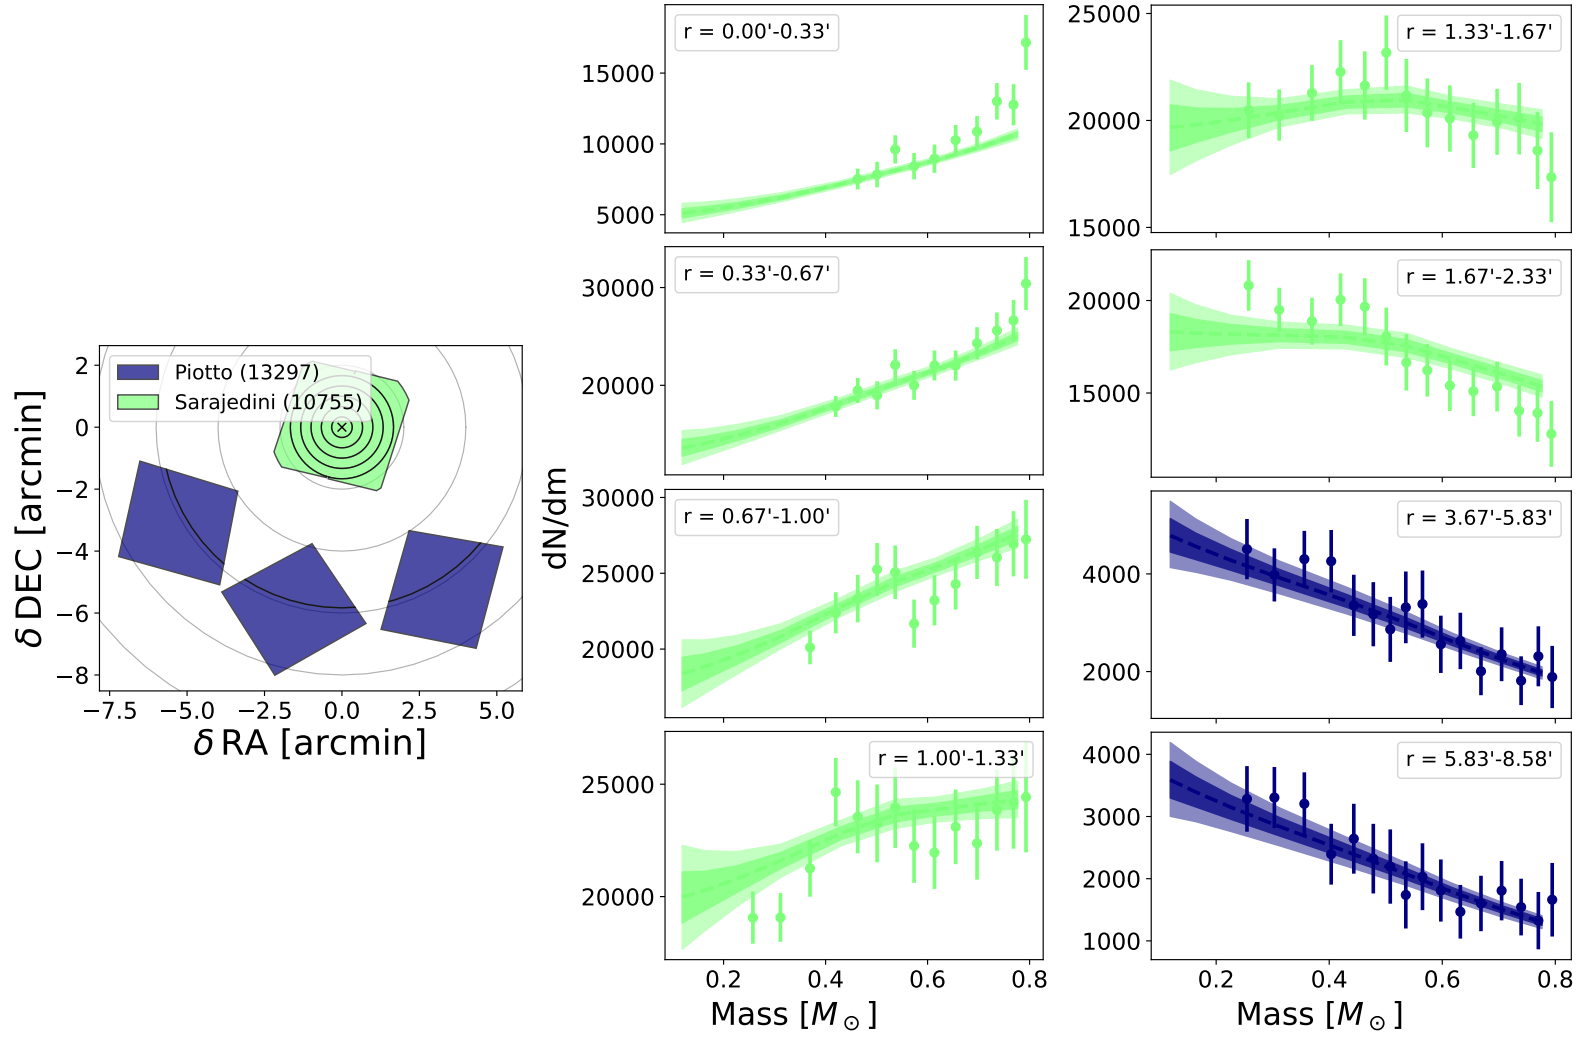 2
0
−2
−4
−6
−8
−7.5 −5.0 −2.5 0.0 2.5 5.0
δ RA [arcmin]
δ DEC [arcmin]
Piotto (13297)
Sarajedini (10755)
dN/dm
r = 0.00'-0.33'
15000
10000
5000
r = 0.33'-0.67'
30000
20000
r = 0.67'-1.00'
30000
25000
20000
r = 1.00'-1.33'
25000
20000
0.2 0.4 0.6 0.8
Mass [M⊙]
r = 1.33'-1.67'
25000
20000
15000
r = 1.67'-2.33'
20000
15000
r = 3.67'-5.83'
4000
2000
r = 5.83'-8.58'
4000
3000
2000
1000
0.2 0.4 0.6 0.8
Mass [M⊙]